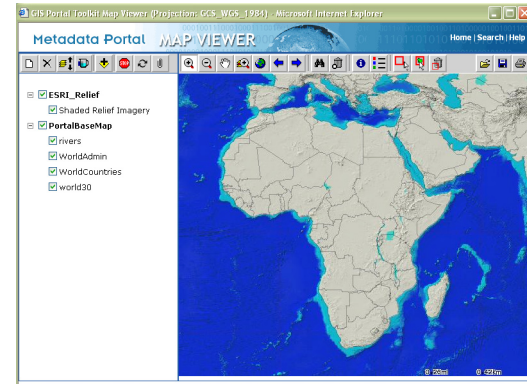 GIS Portal Toolkit Map Viewer (Projection: GCS_WGS_1984) - Microsoft Internet Explorer
Metadata Portal MAP VIEWER
Home | Search | Help
STOP
ESRI_Relief
Shaded Relief Imagery
PortalBaseMap
rivers
WorldAdmin
WorldCountries
world30